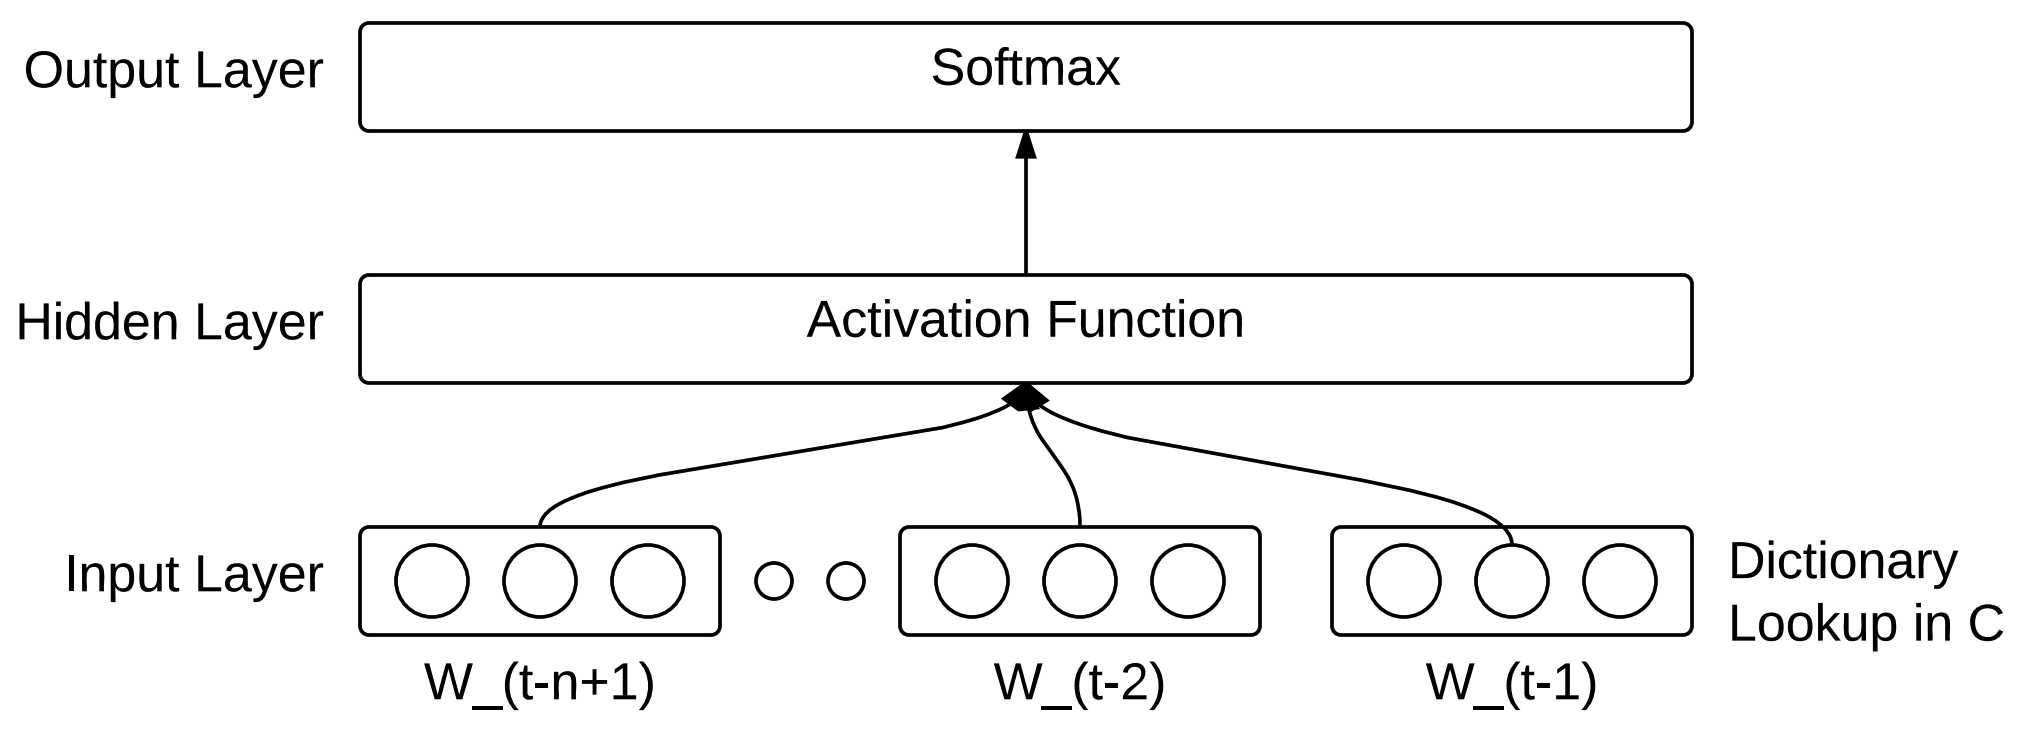 Output Layer
Softmax
Hidden Layer
Activation Function
Input Layer
Dictionary
Lookup in C
W_(t-n+1)
W_(t-2)
W_(t-1)